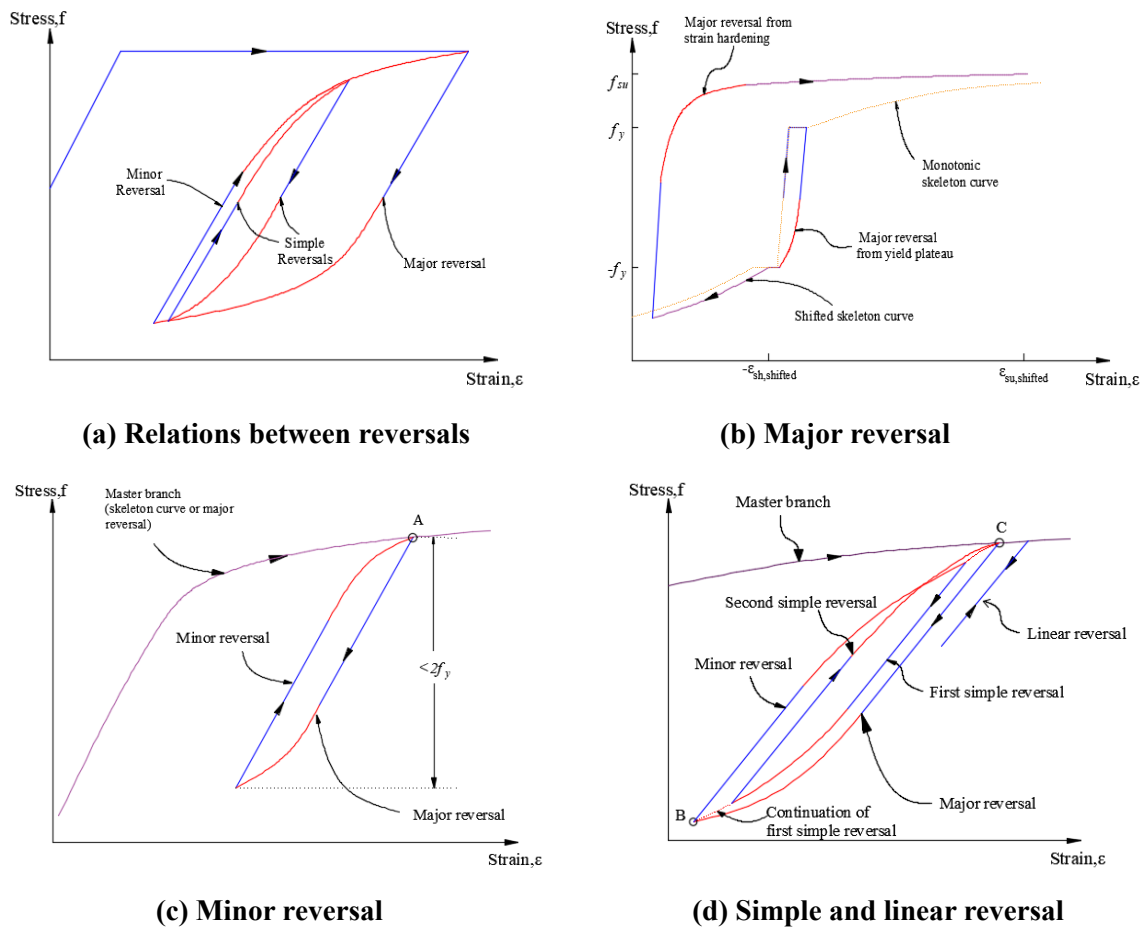 Stress,f
Minor
Reversal
Simple
Reversals
Major reversal
Strain,ε
(a) Relations between reversals
Stress,f
Major reversal from
strain hardening
f_su
f_y
Monotonic
skeleton curve
Major reversal
from yield plateau
-f_y
Shifted skeleton curve
-ε_sh,shifted
ε_su,shifted
Strain,ε
(b) Major reversal
Stress,f
Master branch
(skeleton curve or major
reversal)
A
Minor reversal
<2f_y
Major reversal
Strain,ε
(c) Minor reversal
Stress,f
Master branch
C
Second simple reversal
Linear reversal
Minor reversal
First simple reversal
Major reversal
B
Continuation of
first simple reversal
Strain,ε
(d) Simple and linear reversal